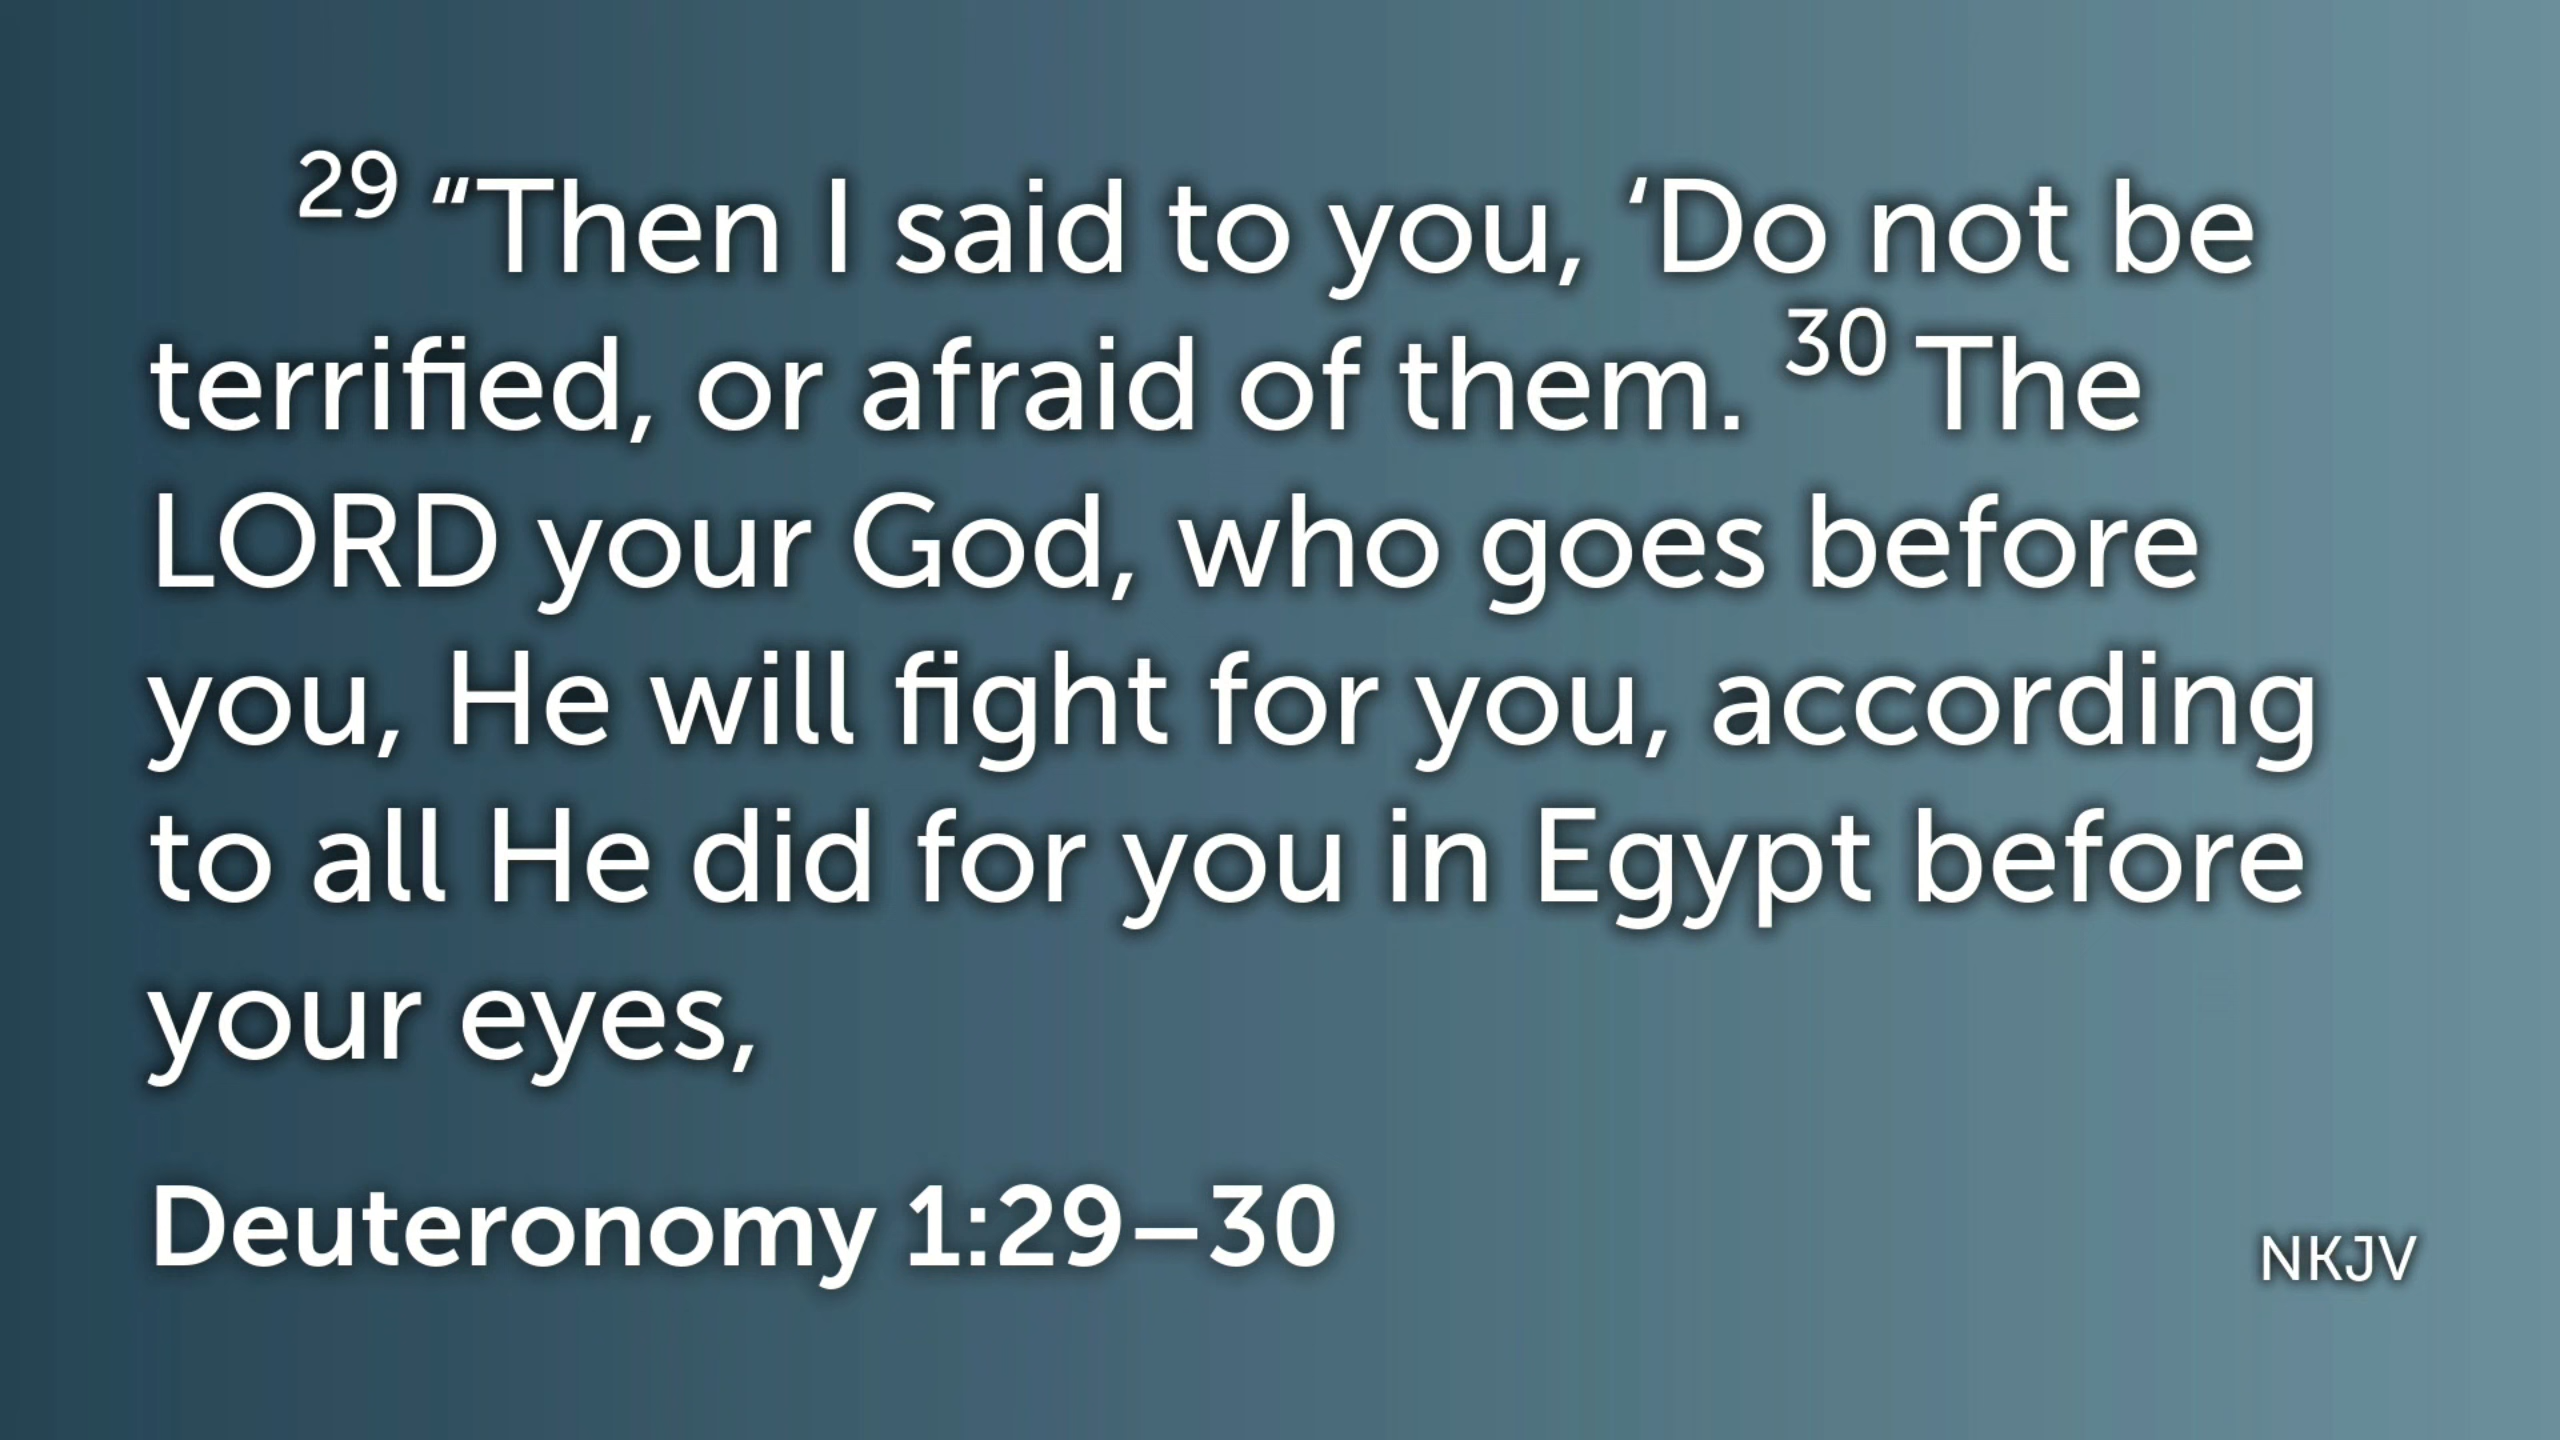 29 “Then I said to you, ‘Do not be
terrified, or afraid of them. 30 The
LORD your God, who goes before
you, He will fight for you, according
to all He did for you in Egypt before
your eyes,
Deuteronomy 1:29–30
NKJV